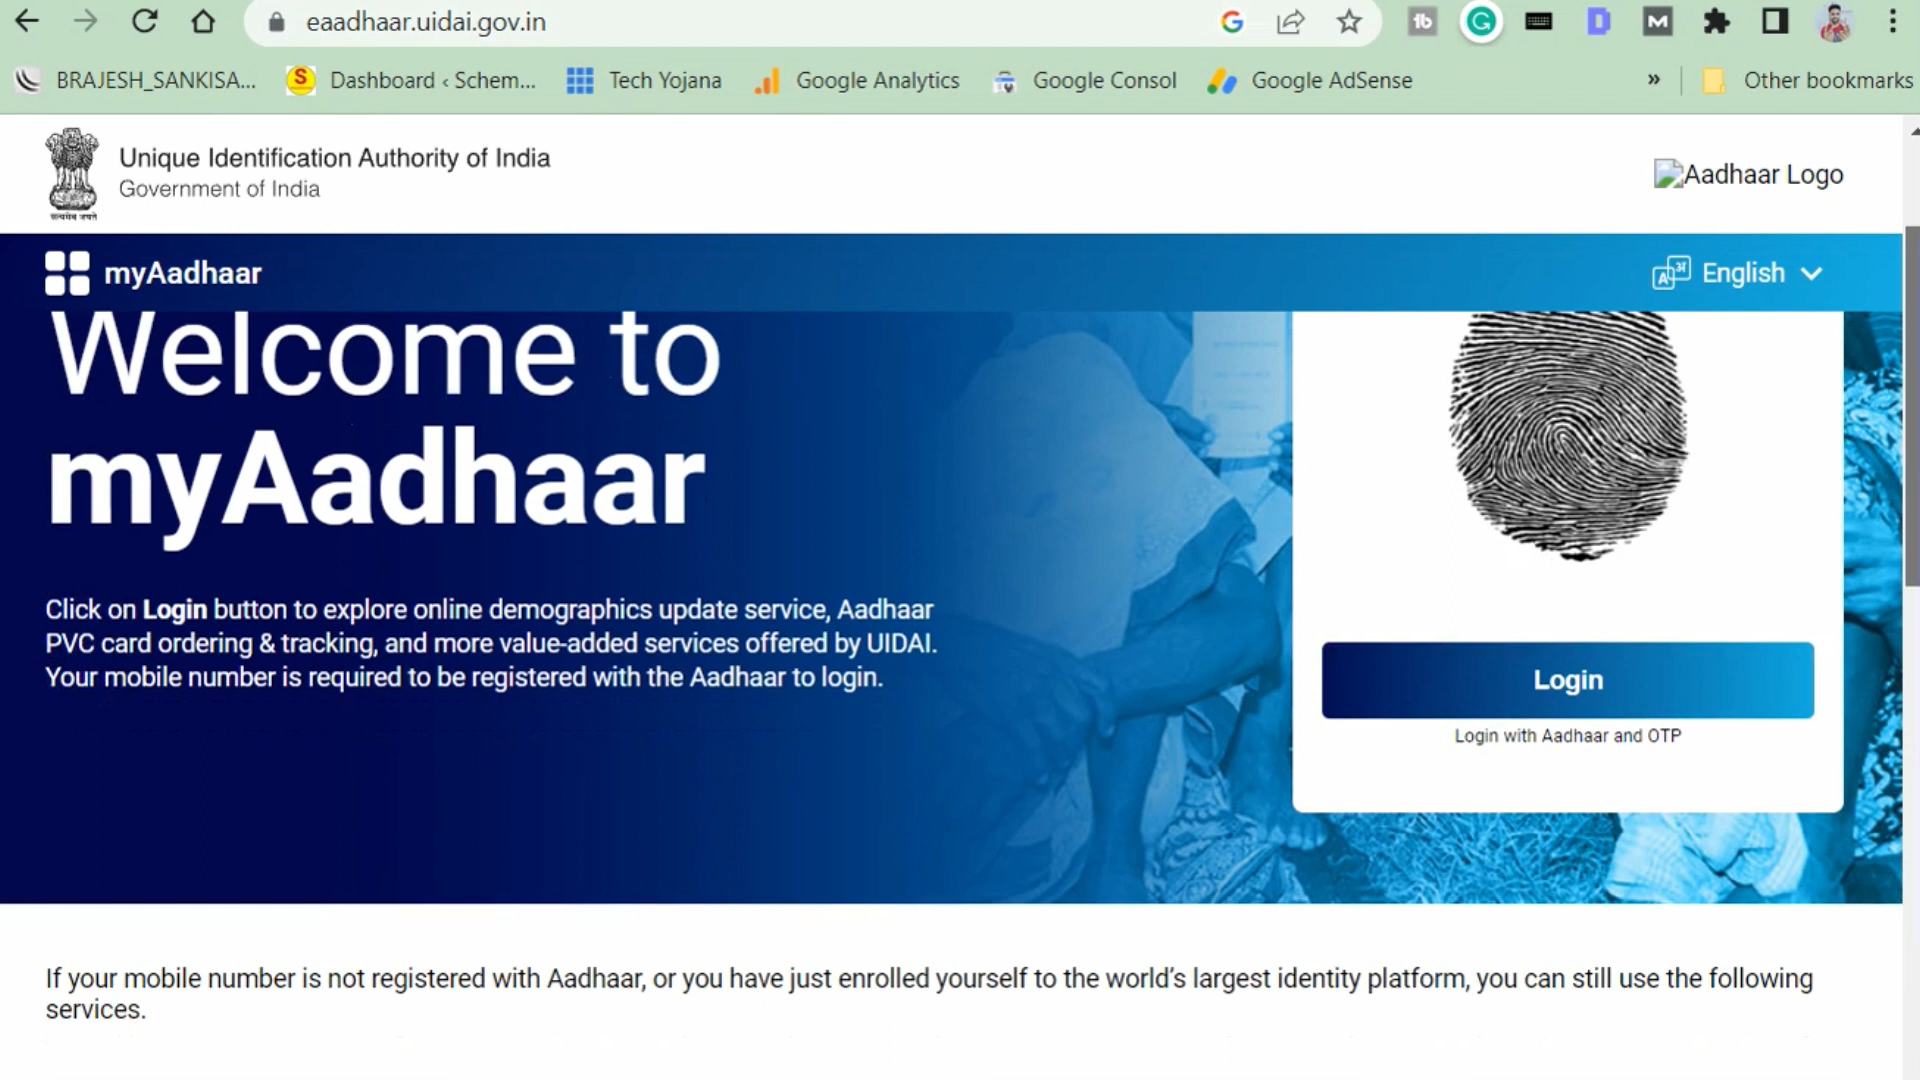 eaadhaar.uidai.gov.in
BRAJESH_SANKISA...
Dashboard ‹ Schem...
Tech Yojana
Google Analytics
Google Consol
Google AdSense
»
Other bookmarks
Unique Identification Authority of India
Government of India
सत्यमेव जयते
Aadhaar Logo
myAadhaar
English
Welcome to
myAadhaar
Click on Login button to explore online demographics update service, Aadhaar
PVC card ordering & tracking, and more value-added services offered by UIDAI.
Your mobile number is required to be registered with the Aadhaar to login.
Login
Login with Aadhaar and OTP
If your mobile number is not registered with Aadhaar, or you have just enrolled yourself to the world’s largest identity platform, you can still use the following
services.